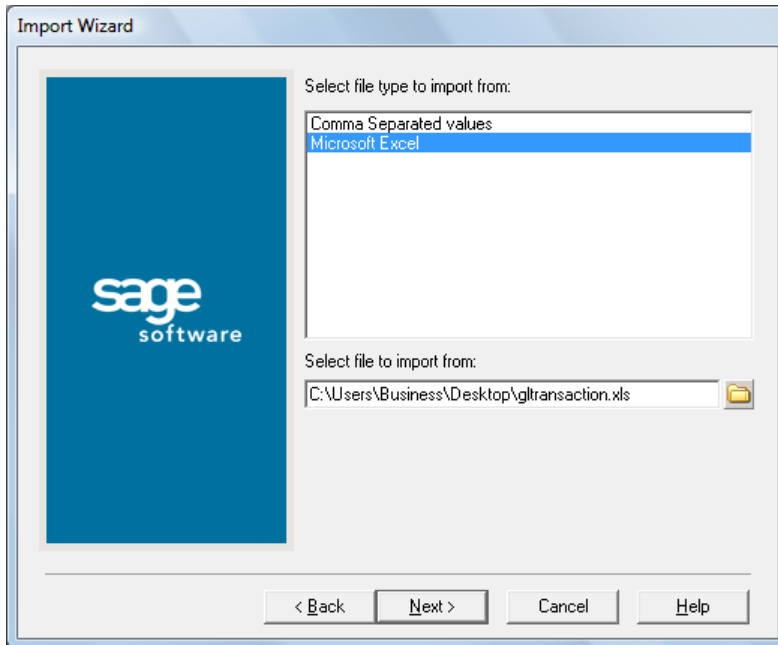 Import Wizard
Select file type to import from:
Comma Separated values
Microsoft Excel
sage
software
Select file to import from:
C:\Users\Business\Desktop\gltransaction.xls
< Back
Next >
Cancel
Help